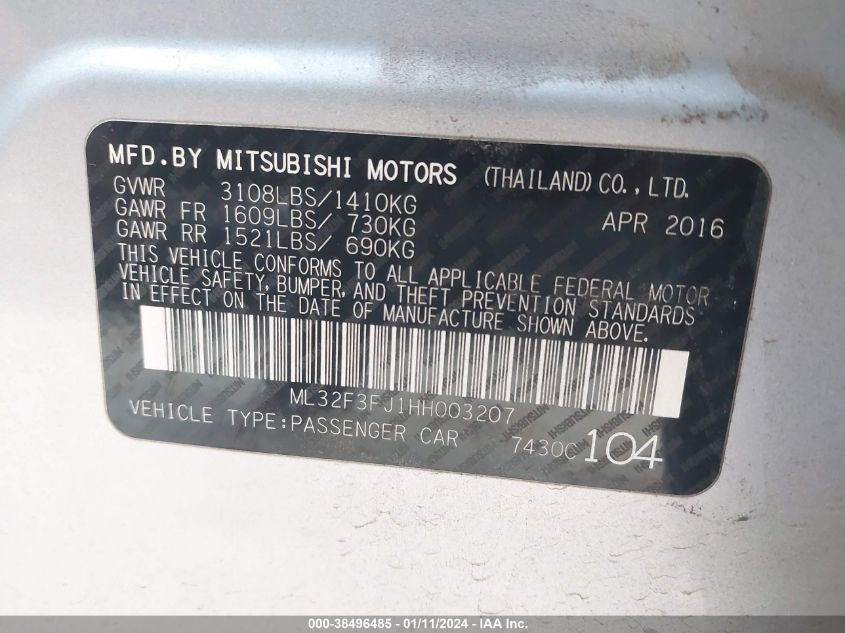 MFD.BY MITSUBISHI MOTORS (THAILAND) CO., LTD.
GVWR 3108LBS/1410KG
GAWR FR 1609LBS/ 730KG APR 2016
GAWR RR 1521LBS/ 690KG
THIS VEHICLE CONFORMS TO ALL APPLICABLE FEDERAL MOTOR
VEHICLE SAFETY, BUMPER, AND THEFT PREVENTION STANDARDS
IN EFFECT ON THE DATE OF MANUFACTURE SHOWN ABOVE.
ML32F3FJ1HH003207
VEHICLE TYPE:PASSENGER CAR 7430C 104
000-38496485 - 01/11/2024 - IAA Inc.